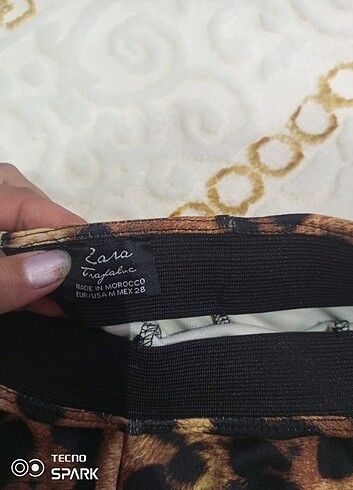 Zara
Trafaluc
MADE IN MOROCCO
EUR/USA M MEX 28
TECNO
SPARK